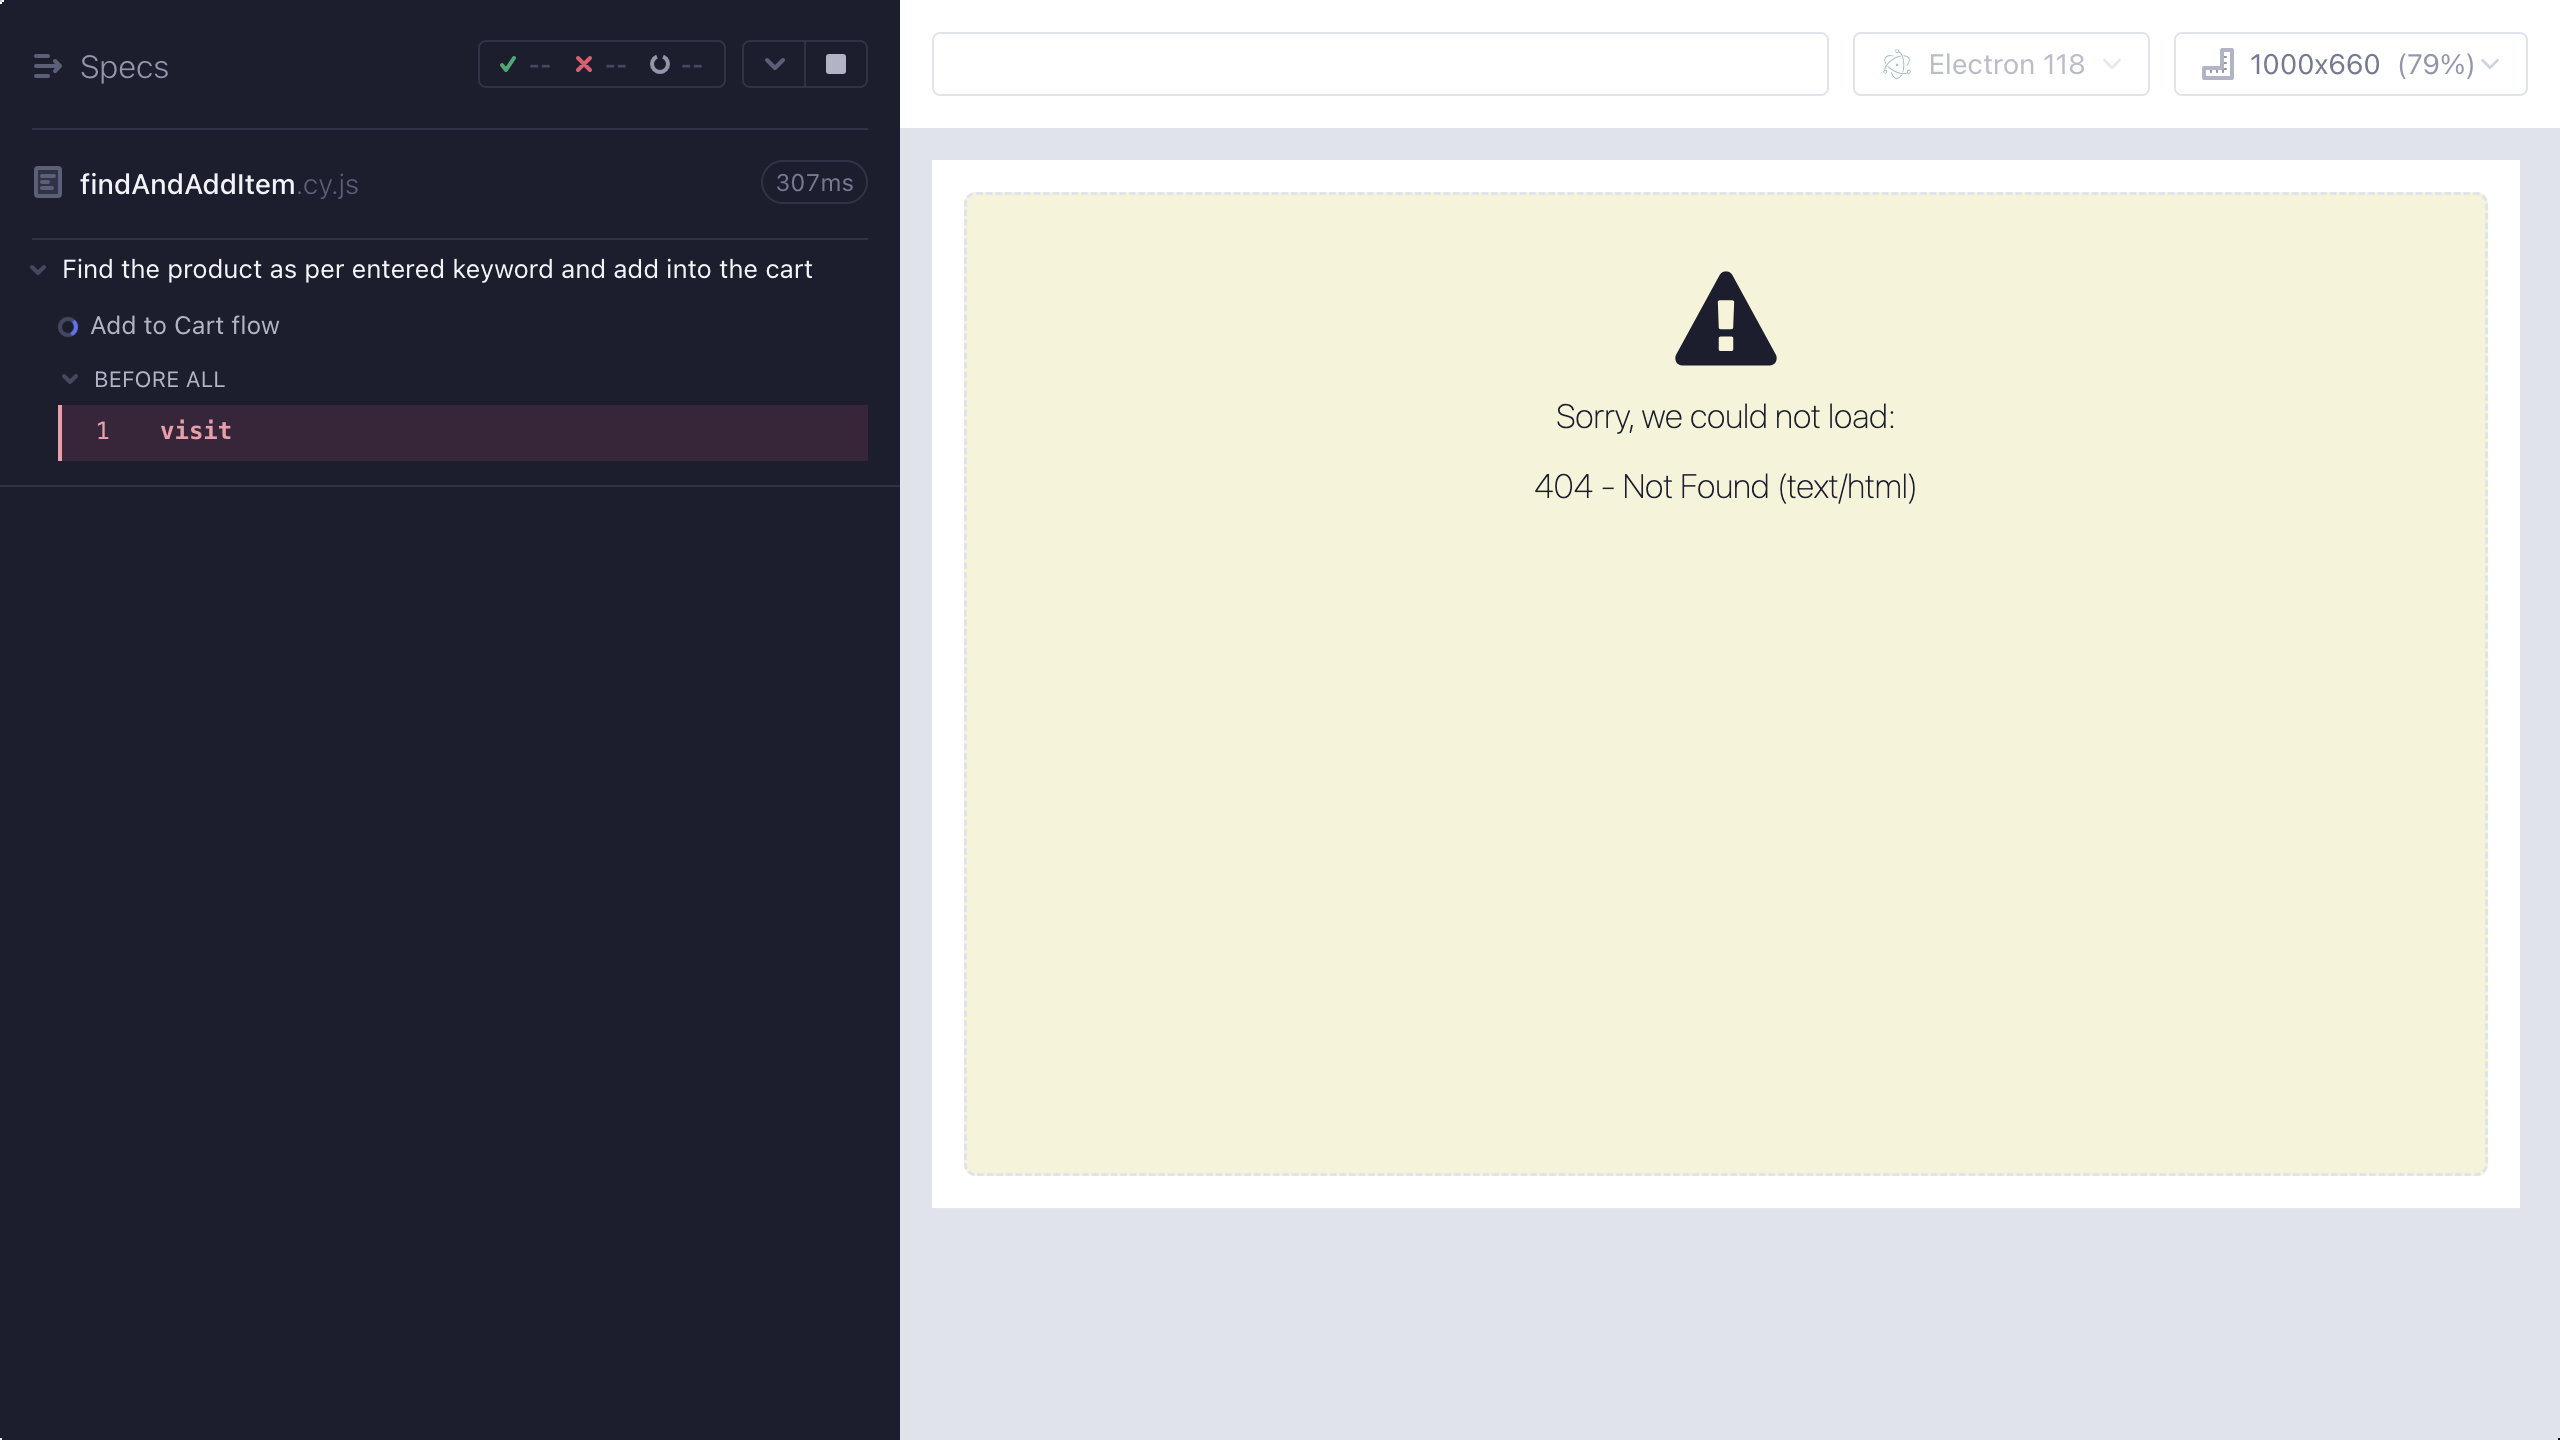 Specs
-- -- --
Electron 118
1000x660 (79%)
findAndAddItem.cy.js
307ms
Find the product as per entered keyword and add into the cart
Add to Cart flow
BEFORE ALL
1 visit
Sorry, we could not load:
404 - Not Found (text/html)